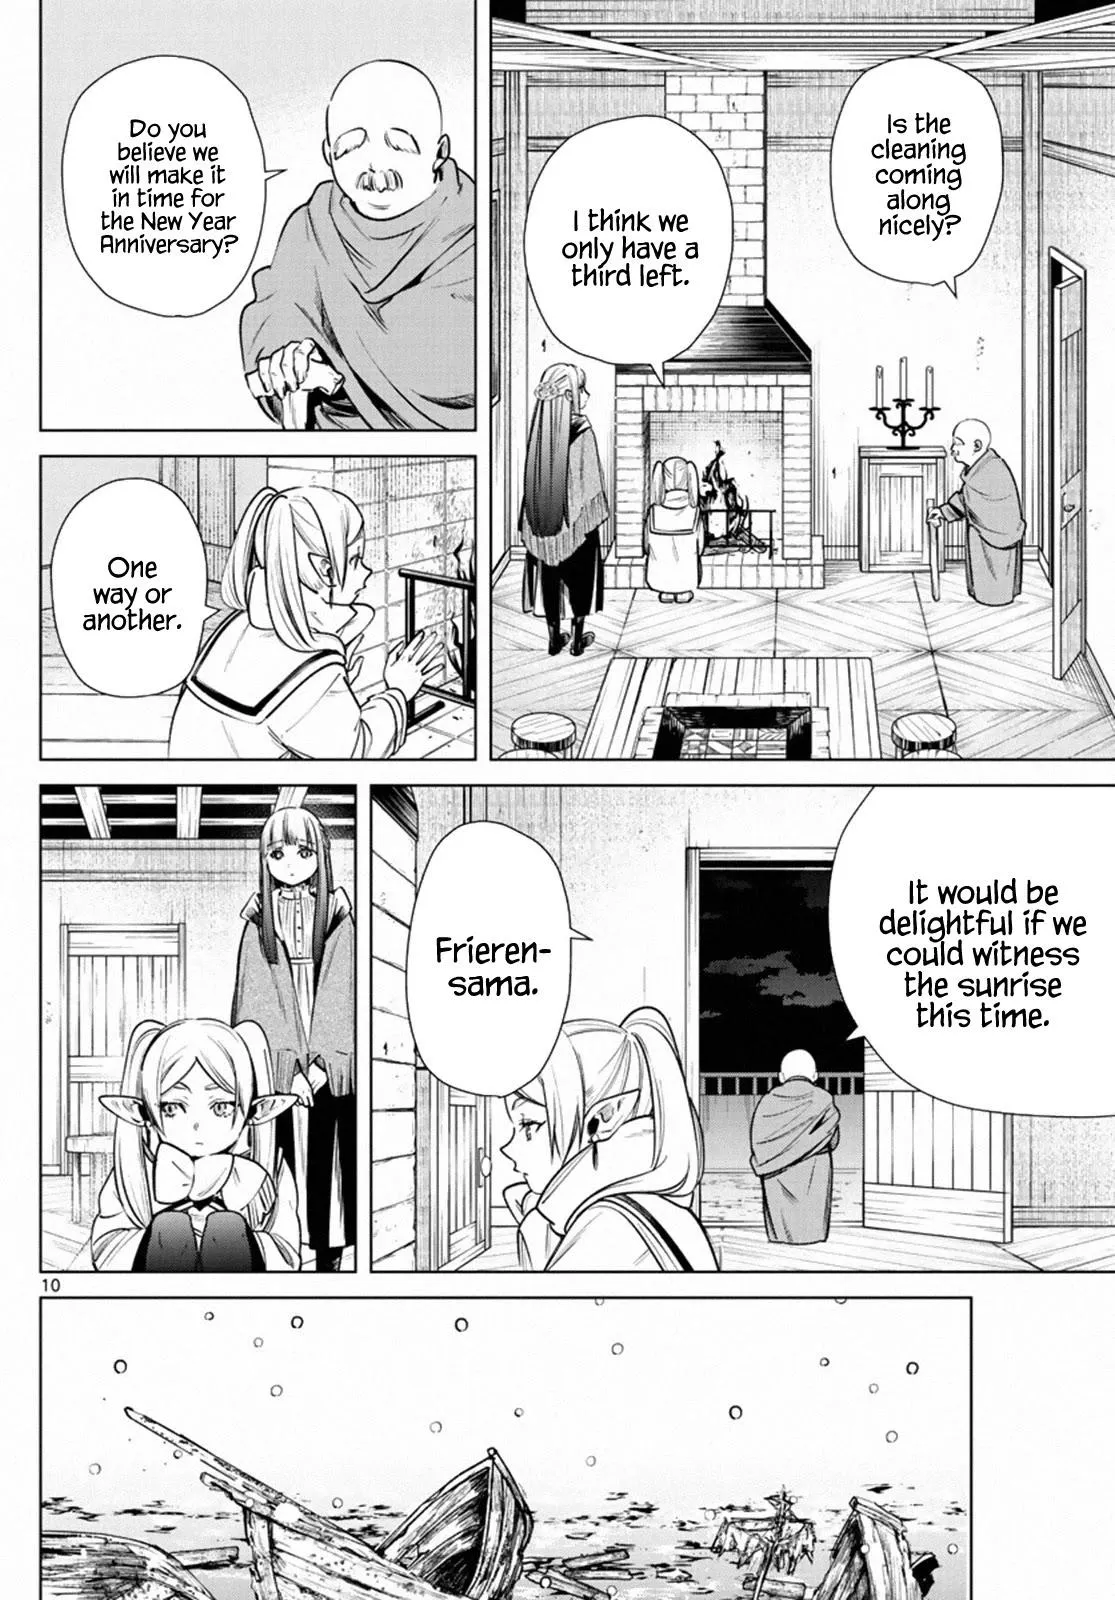 Is the
cleaning
coming
along
nicely?
I think we
only have a
third left.
Do you
believe we
will make it
in time for
the New Year
Anniversary?
One
way or
another.
It would be
delightful if we
could witness
the sunrise
this time.
Frieren-
sama.
10